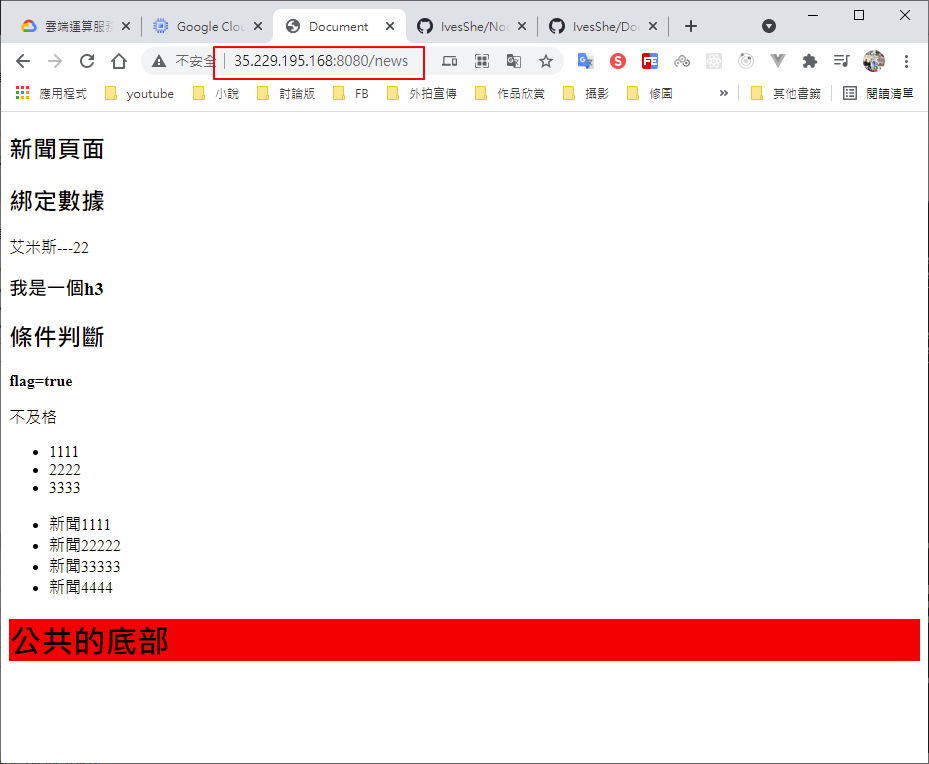 雲端運算服務
Google Clou
Document
IvesShe/No
IvesShe/Do
不安全 35.229.195.168:8080/news
應用程式 youtube 小說 討論版 FB 外拍宣傳 作品欣賞 攝影 修圖 » 其他書籤 閱讀清單
新聞頁面
綁定數據
艾米斯---22
我是一個h3
條件判斷
flag=true
不及格
1111
2222
3333
新聞1111
新聞22222
新聞33333
新聞4444
公共的底部